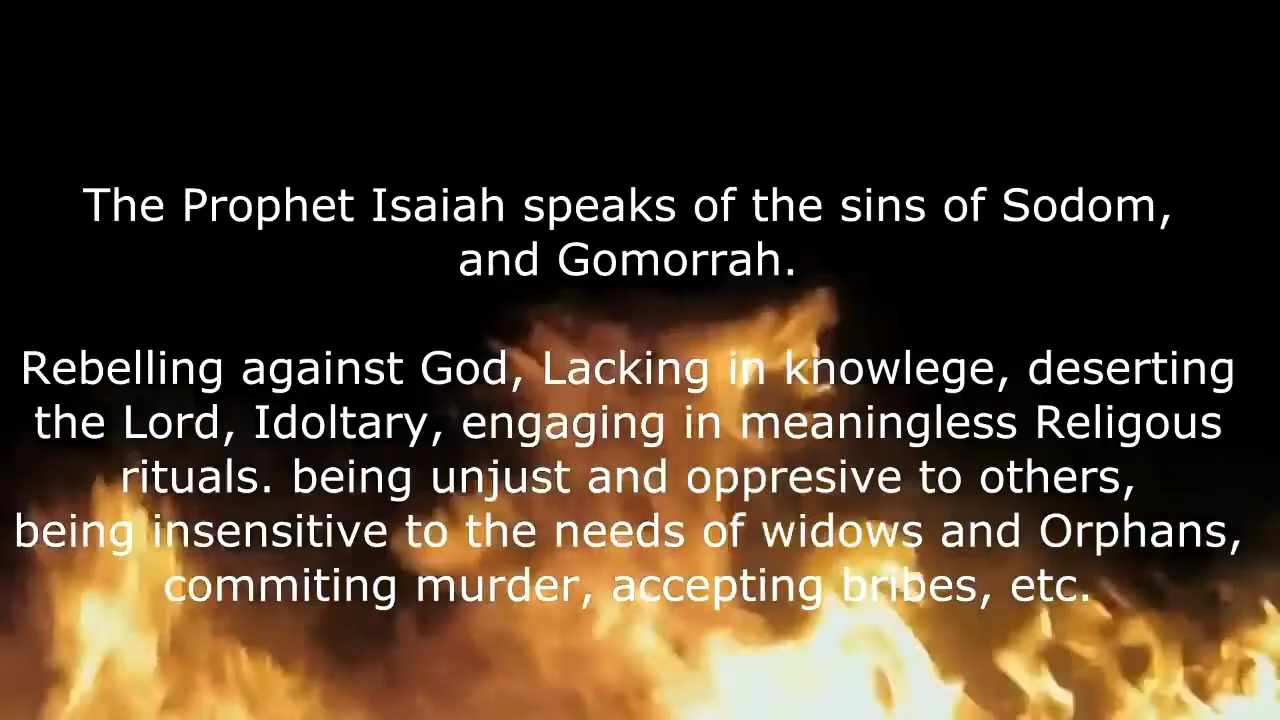 The Prophet Isaiah speaks of the sins of Sodom,
and Gomorrah.
Rebelling against God, Lacking in knowlege, deserting
the Lord, Idoltary, engaging in meaningless Religous
rituals. being unjust and oppresive to others,
being insensitive to the needs of widows and Orphans,
commiting murder, accepting bribes, etc.